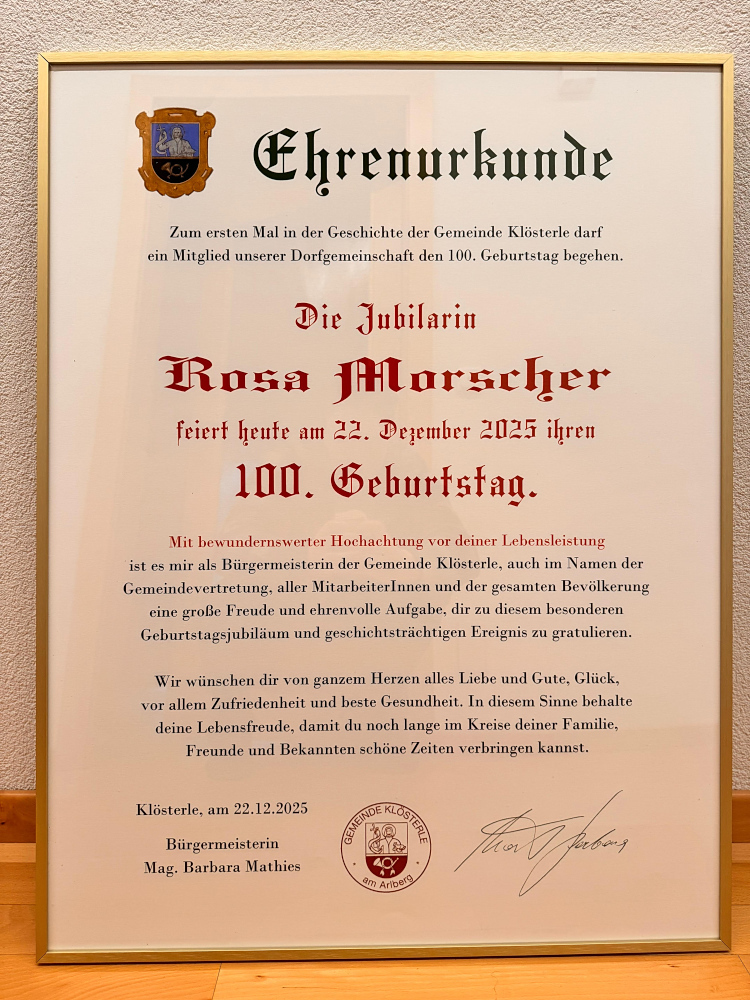 Ehrenurkunde
Zum ersten Mal in der Geschichte der Gemeinde Klösterle darf
ein Mitglied unserer Dorfgemeinschaft den 100. Geburtstag begehen.
Die Jubilarin
Rosa Morscher
feiert heute am 22. Dezember 2025 ihren
100. Geburtstag.
Mit bewundernswerter Hochachtung vor deiner Lebensleistung
ist es mir als Bürgermeisterin der Gemeinde Klösterle, auch im Namen der
Gemeindevertretung, aller MitarbeiterInnen und der gesamten Bevölkerung
eine große Freude und ehrenvolle Aufgabe, dir zu diesem besonderen
Geburtstagsjubiläum und geschichtsträchtigen Ereignis zu gratulieren.
Wir wünschen dir von ganzem Herzen alles Liebe und Gute, Glück,
vor allem Zufriedenheit und beste Gesundheit. In diesem Sinne behalte
deine Lebensfreude, damit du noch lange im Kreise deiner Familie,
Freunde und Bekannten schöne Zeiten verbringen kannst.
Klösterle, am 22.12.2025
Bürgermeisterin
Mag. Barbara Mathies
GEMEINDE KLÖSTERLE
am Arlberg